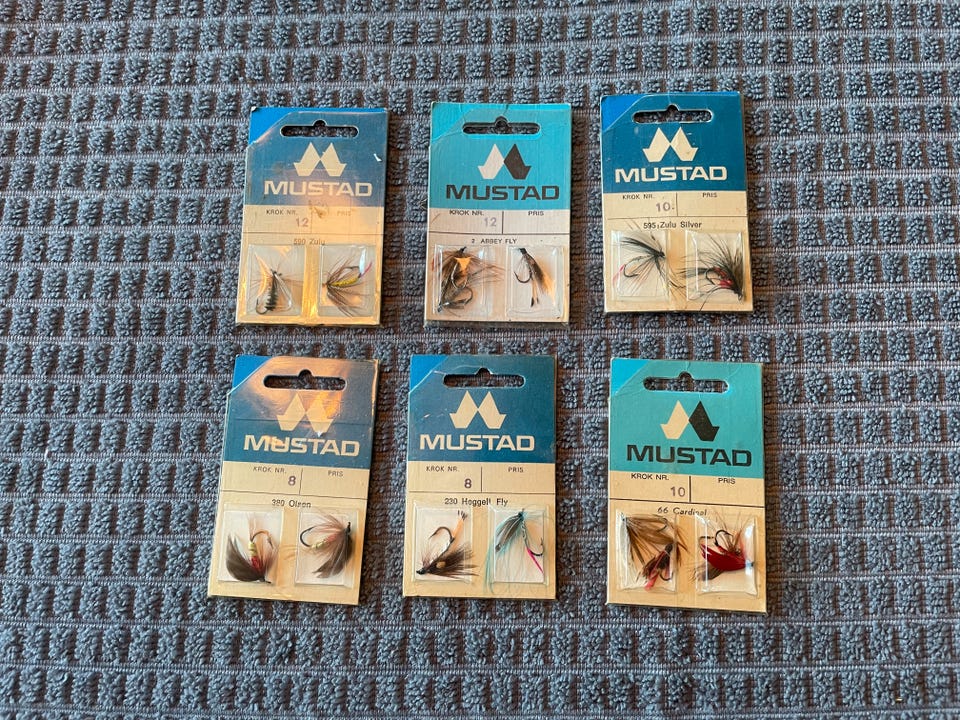 MUSTAD
KROK NR. PRIS
12
590 Zulu
MUSTAD
KROK NR. PRIS
12
2 ABBEY FLY
MUSTAD
KROK NR. PRIS
10
595 Zulu Silver
MUSTAD
KROK NR. PRIS
8
380 Olsen
MUSTAD
KROK NR. PRIS
8
230 Hoggell Fly
MUSTAD
KROK NR. PRIS
10
66 Cardinal